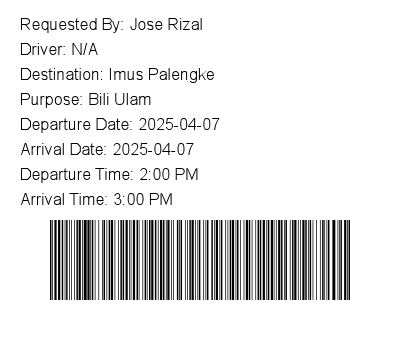 Requested By: Jose Rizal
Driver: N/A
Destination: Imus Palengke
Purpose: Bili Ulam
Departure Date: 2025-04-07
Arrival Date: 2025-04-07
Departure Time: 2:00 PM
Arrival Time: 3:00 PM